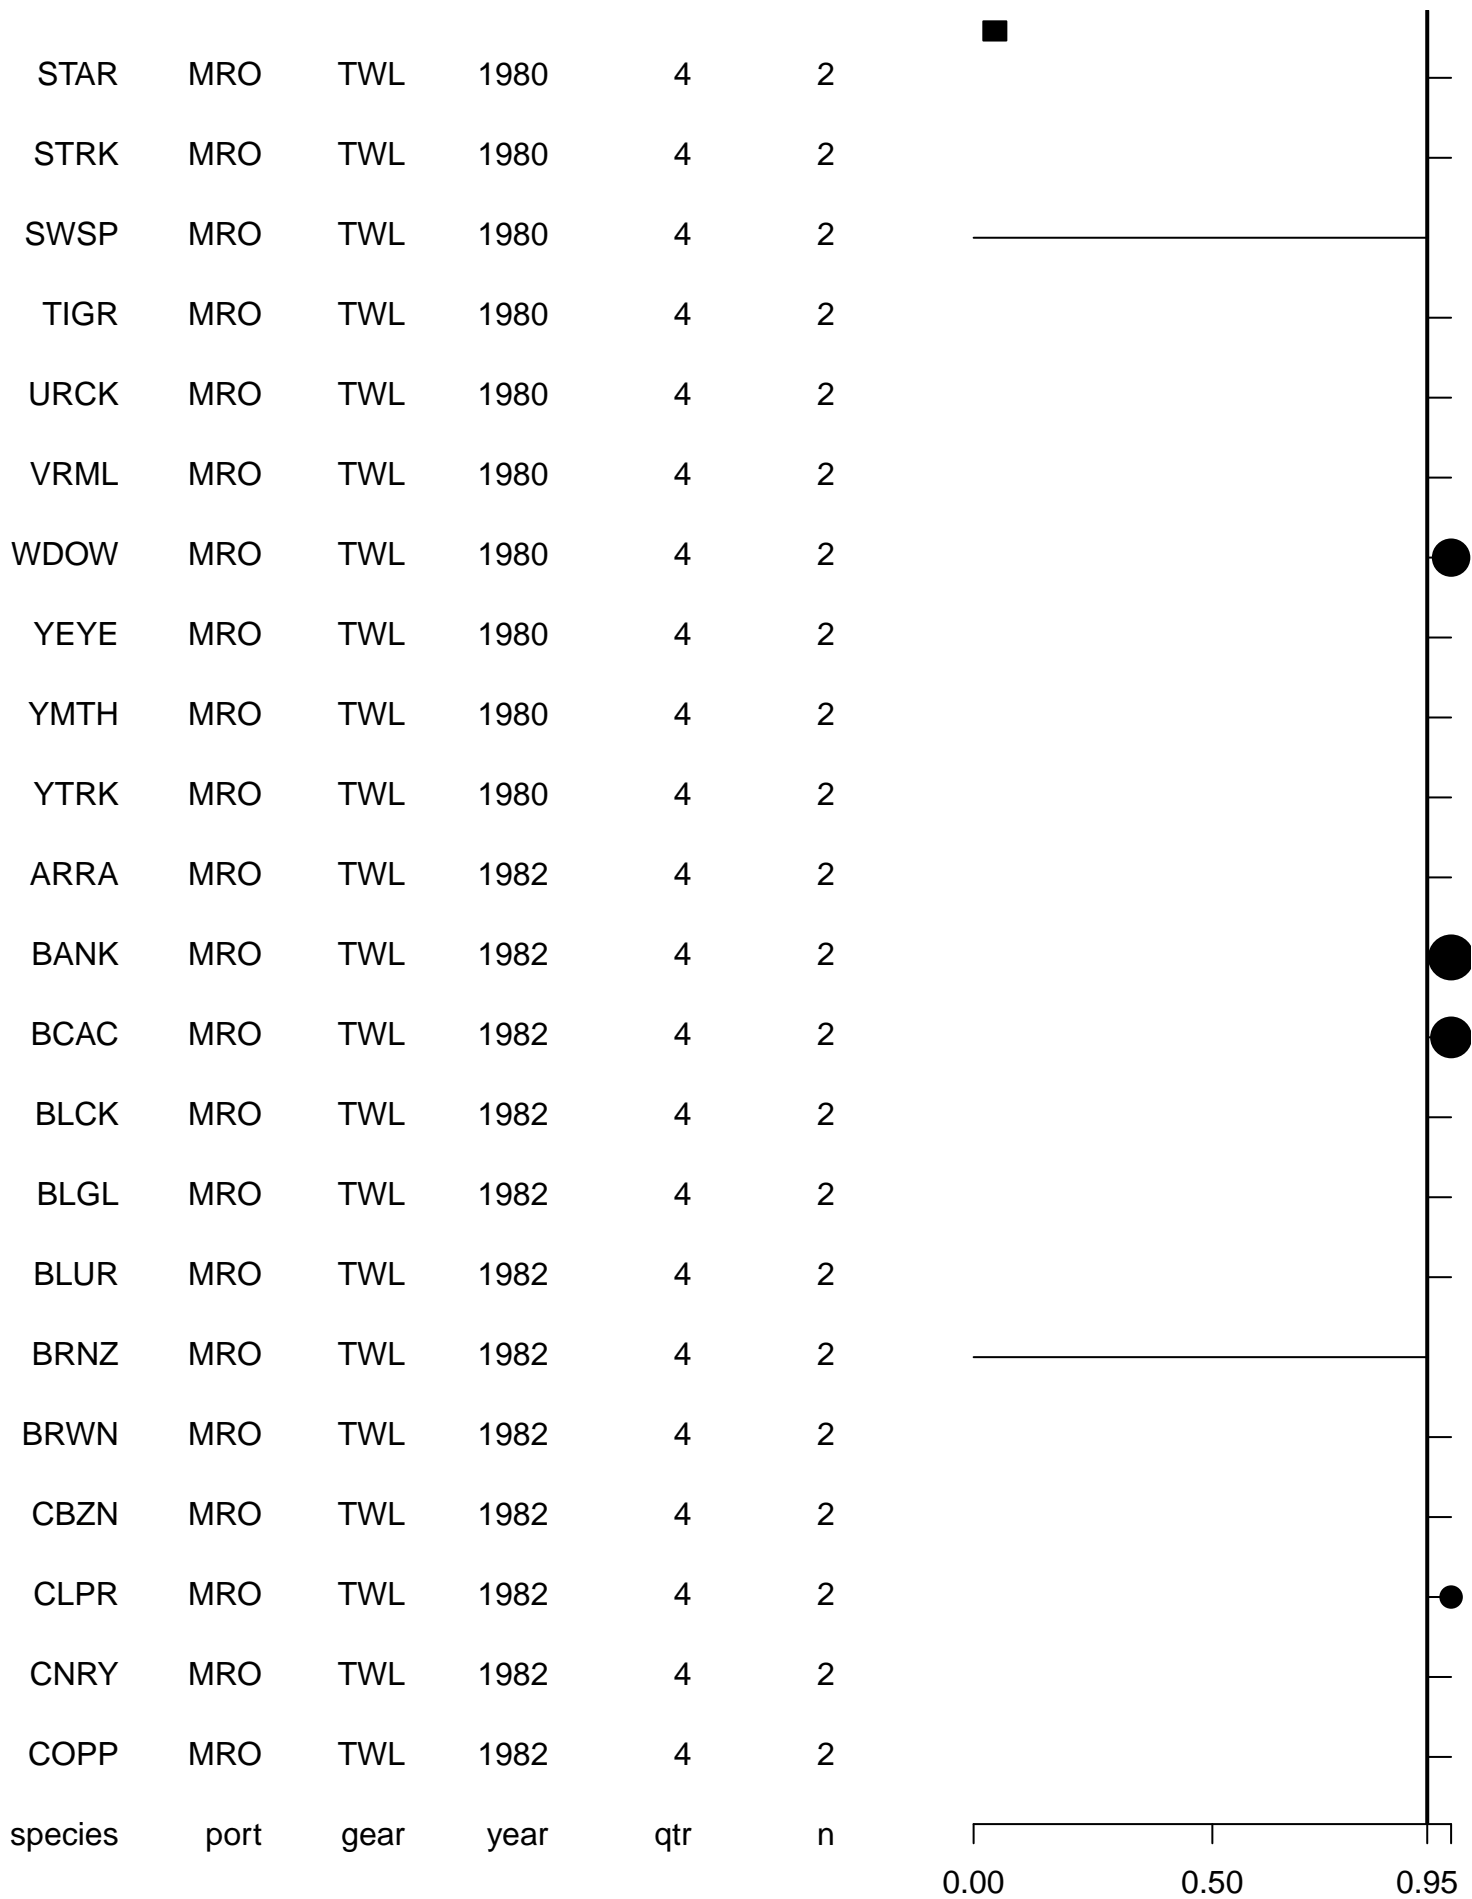 STAR MRO TWL 1980 4 2
STRK MRO TWL 1980 4 2
SWSP MRO TWL 1980 4 2
TIGR MRO TWL 1980 4 2
URCK MRO TWL 1980 4 2
VRML MRO TWL 1980 4 2
WDOW MRO TWL 1980 4 2
YEYE MRO TWL 1980 4 2
YMTH MRO TWL 1980 4 2
YTRK MRO TWL 1980 4 2
ARRA MRO TWL 1982 4 2
BANK MRO TWL 1982 4 2
BCAC MRO TWL 1982 4 2
BLCK MRO TWL 1982 4 2
BLGL MRO TWL 1982 4 2
BLUR MRO TWL 1982 4 2
BRNZ MRO TWL 1982 4 2
BRWN MRO TWL 1982 4 2
CBZN MRO TWL 1982 4 2
CLPR MRO TWL 1982 4 2
CNRY MRO TWL 1982 4 2
COPP MRO TWL 1982 4 2
species port gear year qtr n
0.00 0.50 0.95